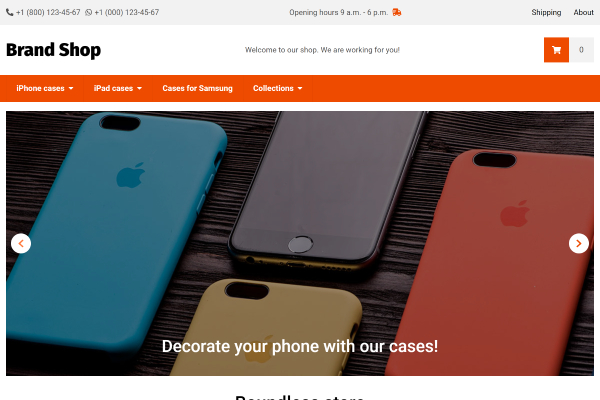 +1 (800) 123-45-67 +1 (000) 123-45-67 Opening hours 9 a.m. - 6 p.m. Shipping About
Brand Shop Welcome to our shop. We are working for you! 0
iPhone cases iPad cases Cases for Samsung Collections
Decorate your phone with our cases!
Boundless store